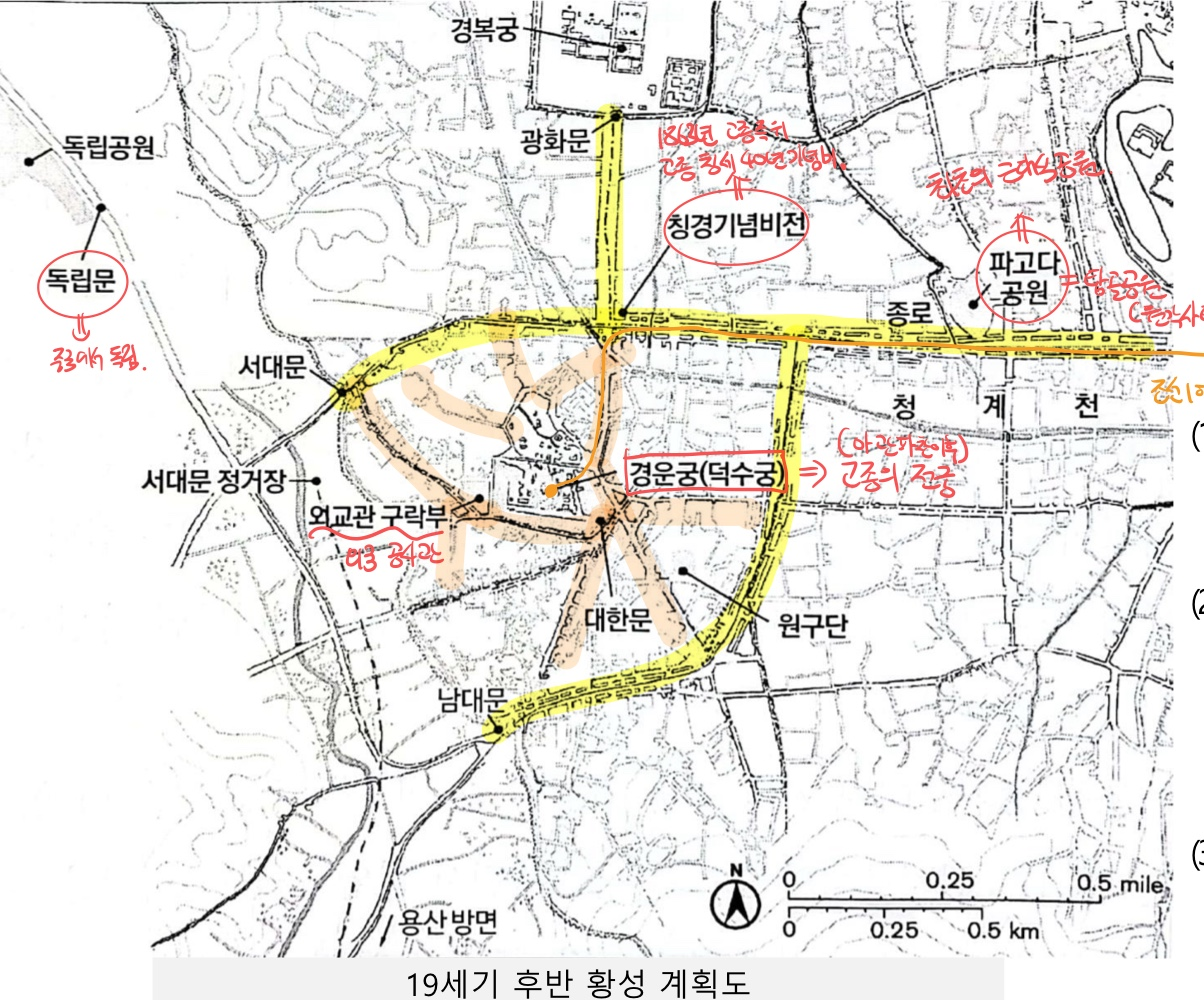 경복궁
광화문
1863년 고종즉위
고종 칭제 40년기념비.
⇑
칭경기념비전
독립공원
독립문
⇓
중국에서 독립.
최초의 근대식공원
⇑
파고다
공원
= 탑골공원
종로
서대문
청 계 천
(아관파천이후)
경운궁(덕수궁) ⇒ 고종의 정궁
서대문 정거장
외교관 구락부
외국 공사관
대한문
원구단
남대문
용산방면
N
0 0.25 0.5 mile
0 0.25 0.5 km
(1
(2
(3
19세기 후반 황성 계획도